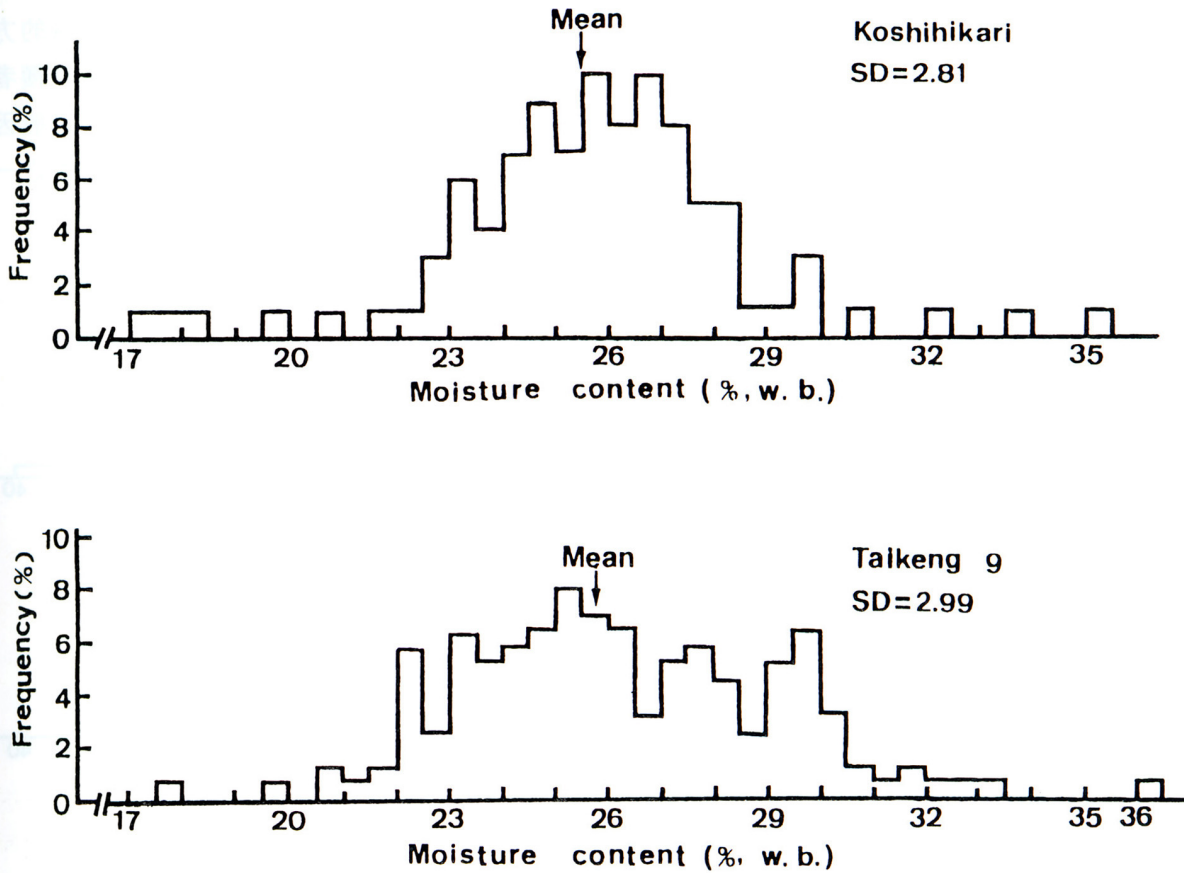 Mean
Koshihikari
SD=2.81
Frequency(%)
10
8
6
4
2
0
17 20 23 26 29 32 35
Moisture content (%, w. b.)
Mean
Taikeng 9
SD=2.99
Frequency(%)
10
8
6
4
2
0
17 20 23 26 29 32 35 36
Moisture content (%, w. b.)